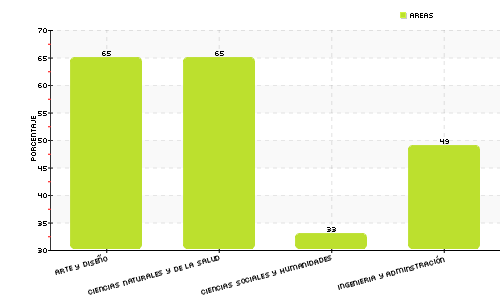 AREAS
70
65
60
55
50
45
40
35
30
PORCENTAJE
65
65
33
49
ARTE Y DISEÑO
CIENCIAS NATURALES Y DE LA SALUD
CIENCIAS SOCIALES Y HUMANIDADES
INGENIERIA Y ADMINSTRACIÓN